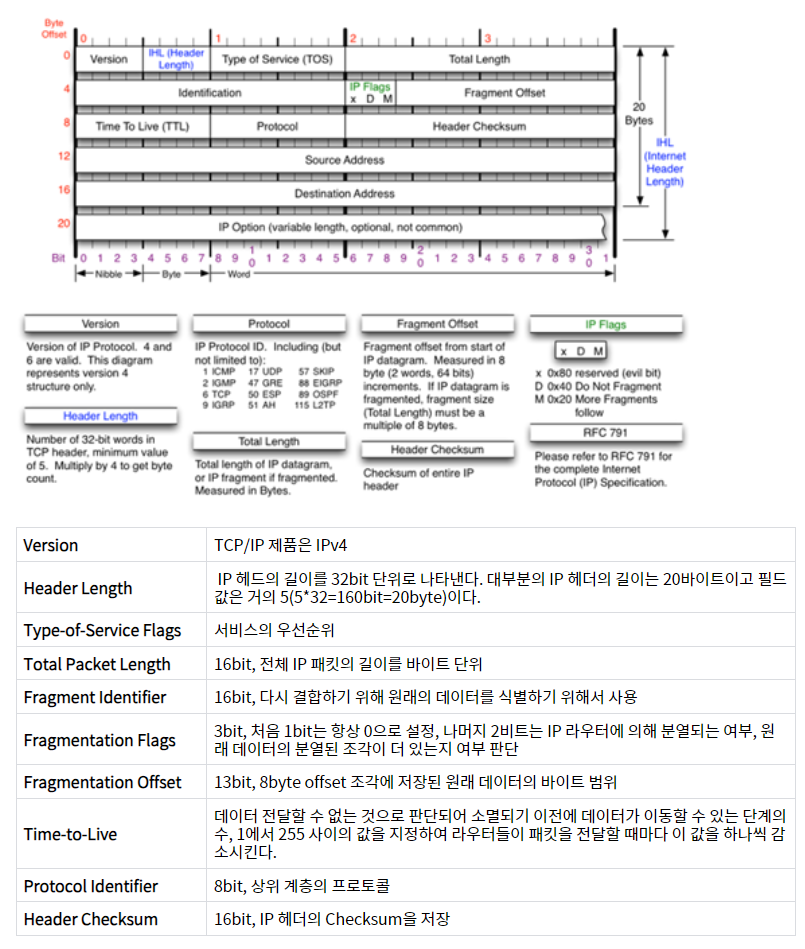 Byte
Offset
0 1 2 3
0 Version IHL (Header Length) Type of Service (TOS) Total Length
4 Identification IP Flags x D M Fragment Offset
8 Time To Live (TTL) Protocol Header Checksum
12 Source Address
16 Destination Address
20 IP Option (variable length, optional, not common)
20 Bytes
IHL (Internet Header Length)
Bit 0 1 2 3 4 5 6 7 8 9 10 1 2 3 4 5 6 7 8 9 20 1 2 3 4 5 6 7 8 9 30 1
Nibble Byte Word
Version
Version of IP Protocol. 4 and
6 are valid. This diagram
represents version 4
structure only.
Header Length
Number of 32-bit words in
TCP header, minimum value
of 5. Multiply by 4 to get byte
count.
Protocol
IP Protocol ID. Including (but
not limited to):
1 ICMP 17 UDP 57 SKIP
2 IGMP 47 GRE 88 EIGRP
6 TCP 50 ESP 89 OSPF
9 IGRP 51 AH 115 L2TP
Total Length
Total length of IP datagram,
or IP fragment if fragmented.
Measured in Bytes.
Fragment Offset
Fragment offset from start of
IP datagram. Measured in 8
byte (2 words, 64 bits)
increments. If IP datagram is
fragmented, fragment size
(Total Length) must be a
multiple of 8 bytes.
Header Checksum
Checksum of entire IP
header
IP Flags
x D M
x 0x80 reserved (evil bit)
D 0x40 Do Not Fragment
M 0x20 More Fragments
follow
RFC 791
Please refer to RFC 791 for
the complete Internet
Protocol (IP) Specification.
Version TCP/IP 제품은 IPv4
Header Length IP 헤드의 길이를 32bit 단위로 나타낸다. 대부분의 IP 헤더의 길이는 20바이트이고 필드
값은 거의 5(5*32=160bit=20byte)이다.
Type-of-Service Flags 서비스의 우선순위
Total Packet Length 16bit, 전체 IP 패킷의 길이를 바이트 단위
Fragment Identifier 16bit, 다시 결합하기 위해 원래의 데이터를 식별하기 위해서 사용
Fragmentation Flags 3bit, 처음 1bit는 항상 0으로 설정, 나머지 2비트는 IP 라우터에 의해 분열되는 여부, 원
래 데이터의 분열된 조각이 더 있는지 여부 판단
Fragmentation Offset 13bit, 8byte offset 조각에 저장된 원래 데이터의 바이트 범위
Time-to-Live 데이터 전달할 수 없는 것으로 판단되어 소멸되기 이전에 데이터가 이동할 수 있는 단계의
수, 1에서 255 사이의 값을 지정하여 라우터들이 패킷을 전달할 때마다 이 값을 하나씩 감
소시킨다.
Protocol Identifier 8bit, 상위 계층의 프로토콜
Header Checksum 16bit, IP 헤더의 Checksum을 저장